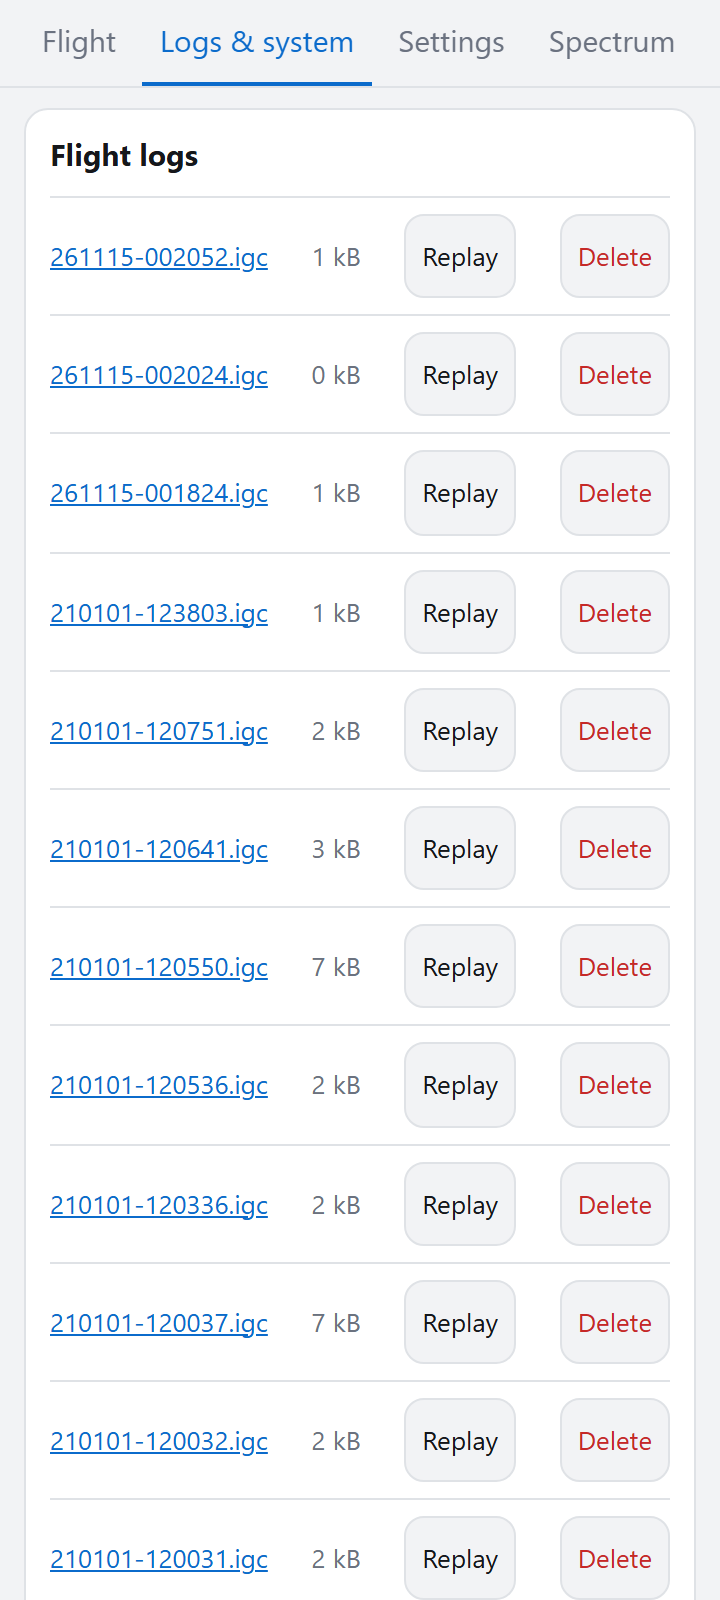 Flight Logs & system Settings Spectrum
Flight logs
261115-002052.igc 1 kB Replay Delete
261115-002024.igc 0 kB Replay Delete
261115-001824.igc 1 kB Replay Delete
210101-123803.igc 1 kB Replay Delete
210101-120751.igc 2 kB Replay Delete
210101-120641.igc 3 kB Replay Delete
210101-120550.igc 7 kB Replay Delete
210101-120536.igc 2 kB Replay Delete
210101-120336.igc 2 kB Replay Delete
210101-120037.igc 7 kB Replay Delete
210101-120032.igc 2 kB Replay Delete
210101-120031.igc 2 kB Replay Delete